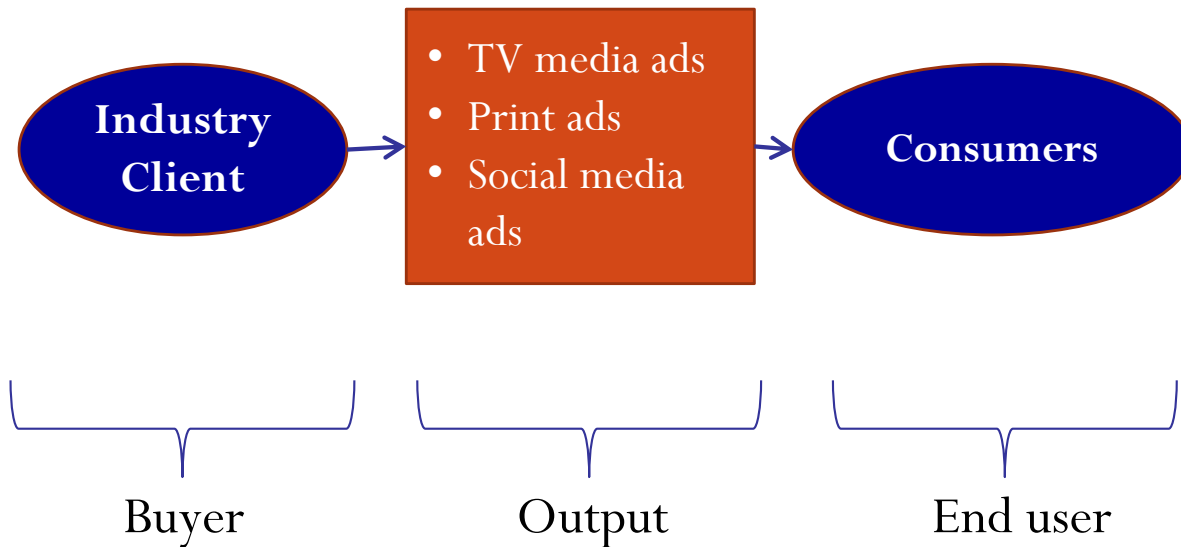 Industry
Client
• TV media ads
• Print ads
• Social media
ads
Consumers
Buyer
Output
End user